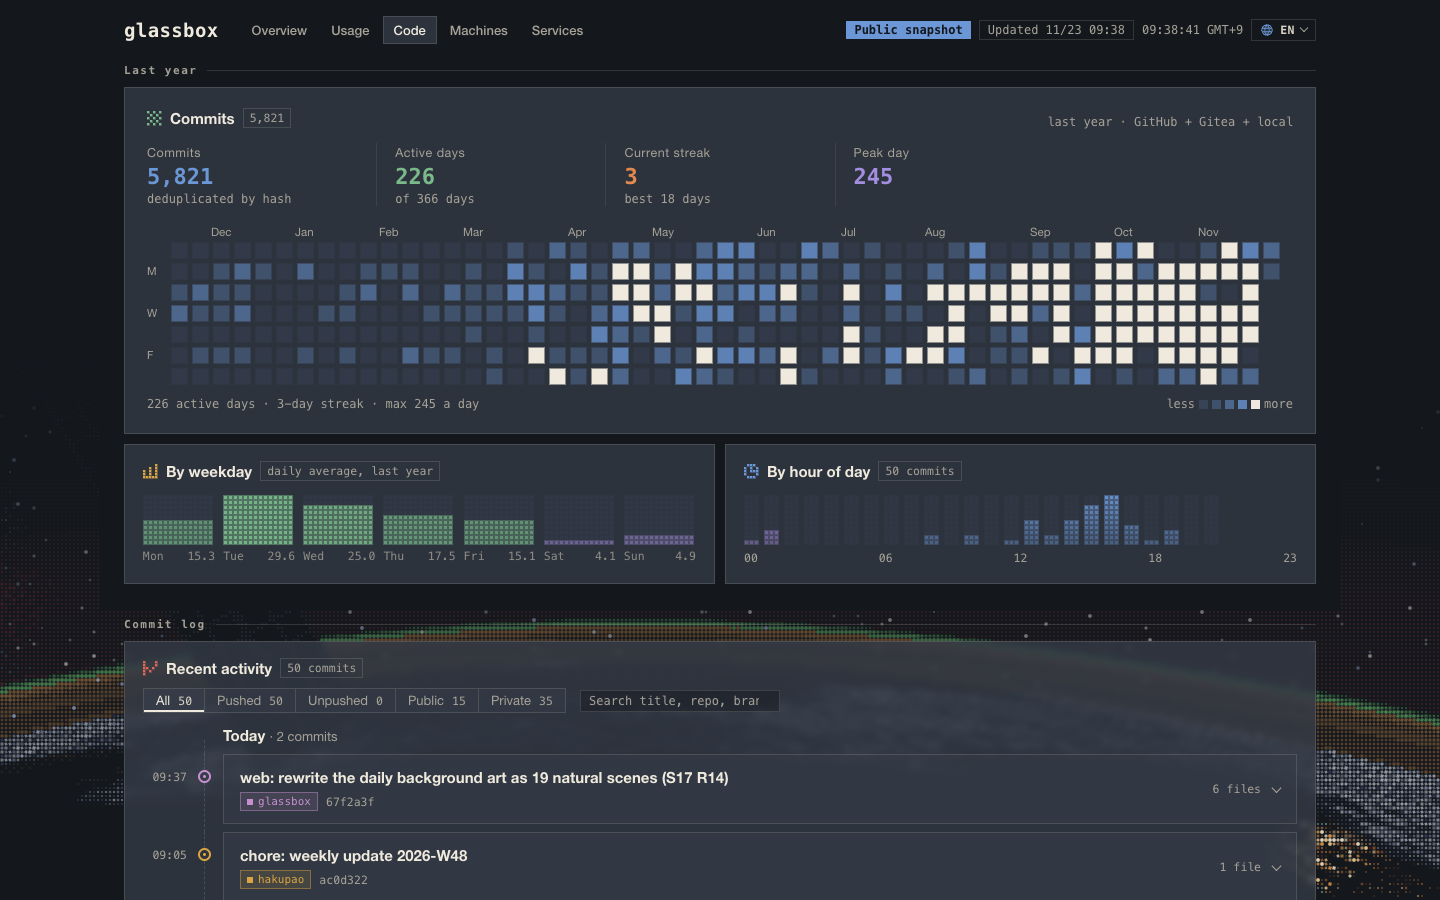 glassbox Overview Usage Code Machines Services Public snapshot Updated 11/23 09:38 09:38:41 GMT+9 EN
Last year
Commits 5,821 last year · GitHub + Gitea + local
Commits Active days Current streak Peak day
5,821 226 3 245
deduplicated by hash of 366 days best 18 days
Dec Jan Feb Mar Apr May Jun Jul Aug Sep Oct Nov
M
W
F
226 active days · 3-day streak · max 245 a day less more
By weekday daily average, last year
Mon 15.3 Tue 29.6 Wed 25.0 Thu 17.5 Fri 15.1 Sat 4.1 Sun 4.9
By hour of day 50 commits
00 06 12 18 23
Commit log
Recent activity 50 commits
All 50 Pushed 50 Unpushed 0 Public 15 Private 35 Search title, repo, bran
Today · 2 commits
09:37 web: rewrite the daily background art as 19 natural scenes (S17 R14) 6 files
glassbox 67f2a3f
09:05 chore: weekly update 2026-W48 1 file
hakupao ac0d322